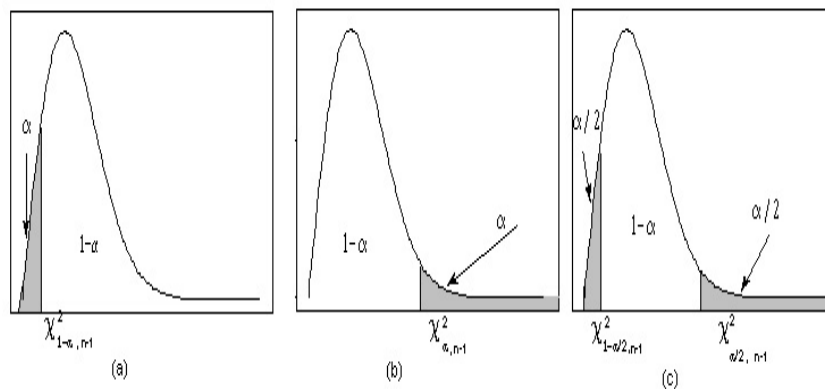 α
1-α
χ²₁₋α,ₙ₋₁
(a)
1-α
α
χ²α,ₙ₋₁
(b)
α/2
1-α
α/2
χ²₁₋α/₂,ₙ₋₁
χ²α/₂, ₙ₋₁
(c)